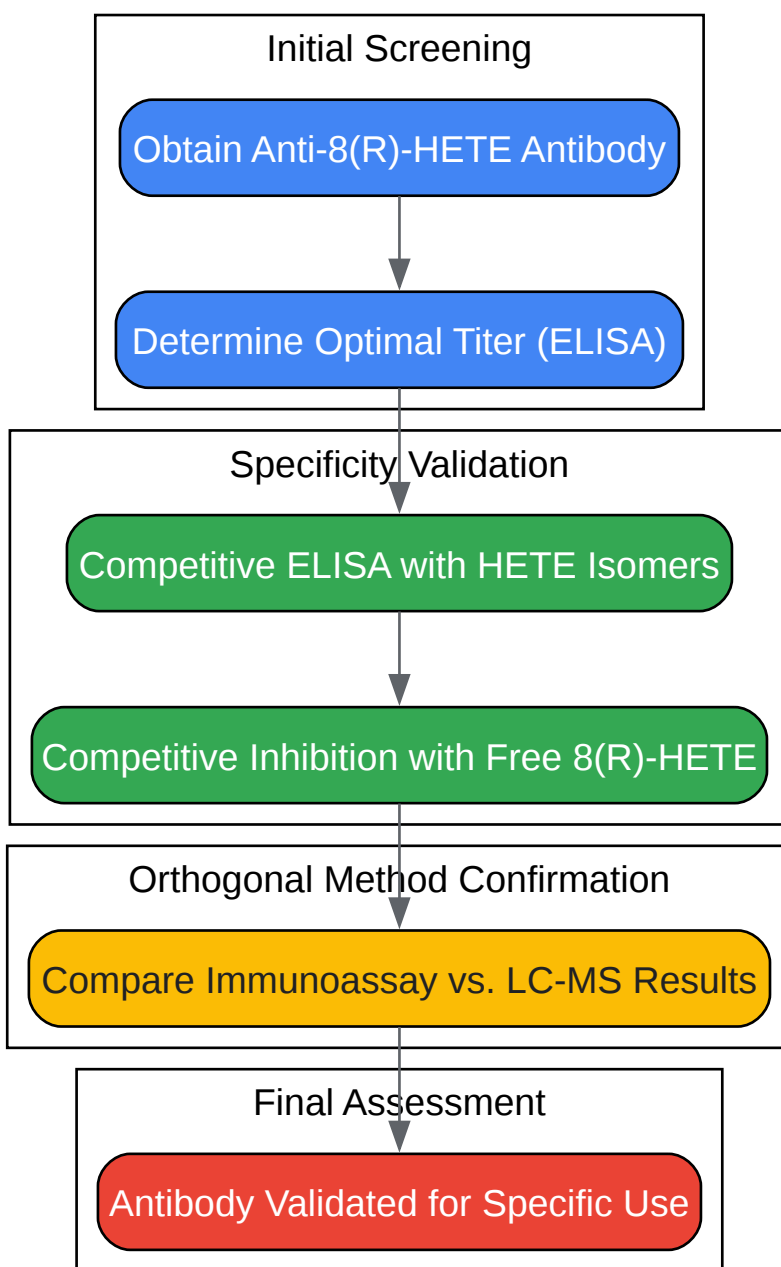 Initial Screening
Obtain Anti-8(R)-HETE Antibody
Determine Optimal Titer (ELISA)
Specificity Validation
Competitive ELISA with HETE Isomers
Competitive Inhibition with Free 8(R)-HETE
Orthogonal Method Confirmation
Compare Immunoassay vs. LC-MS Results
Final Assessment
Antibody Validated for Specific Use